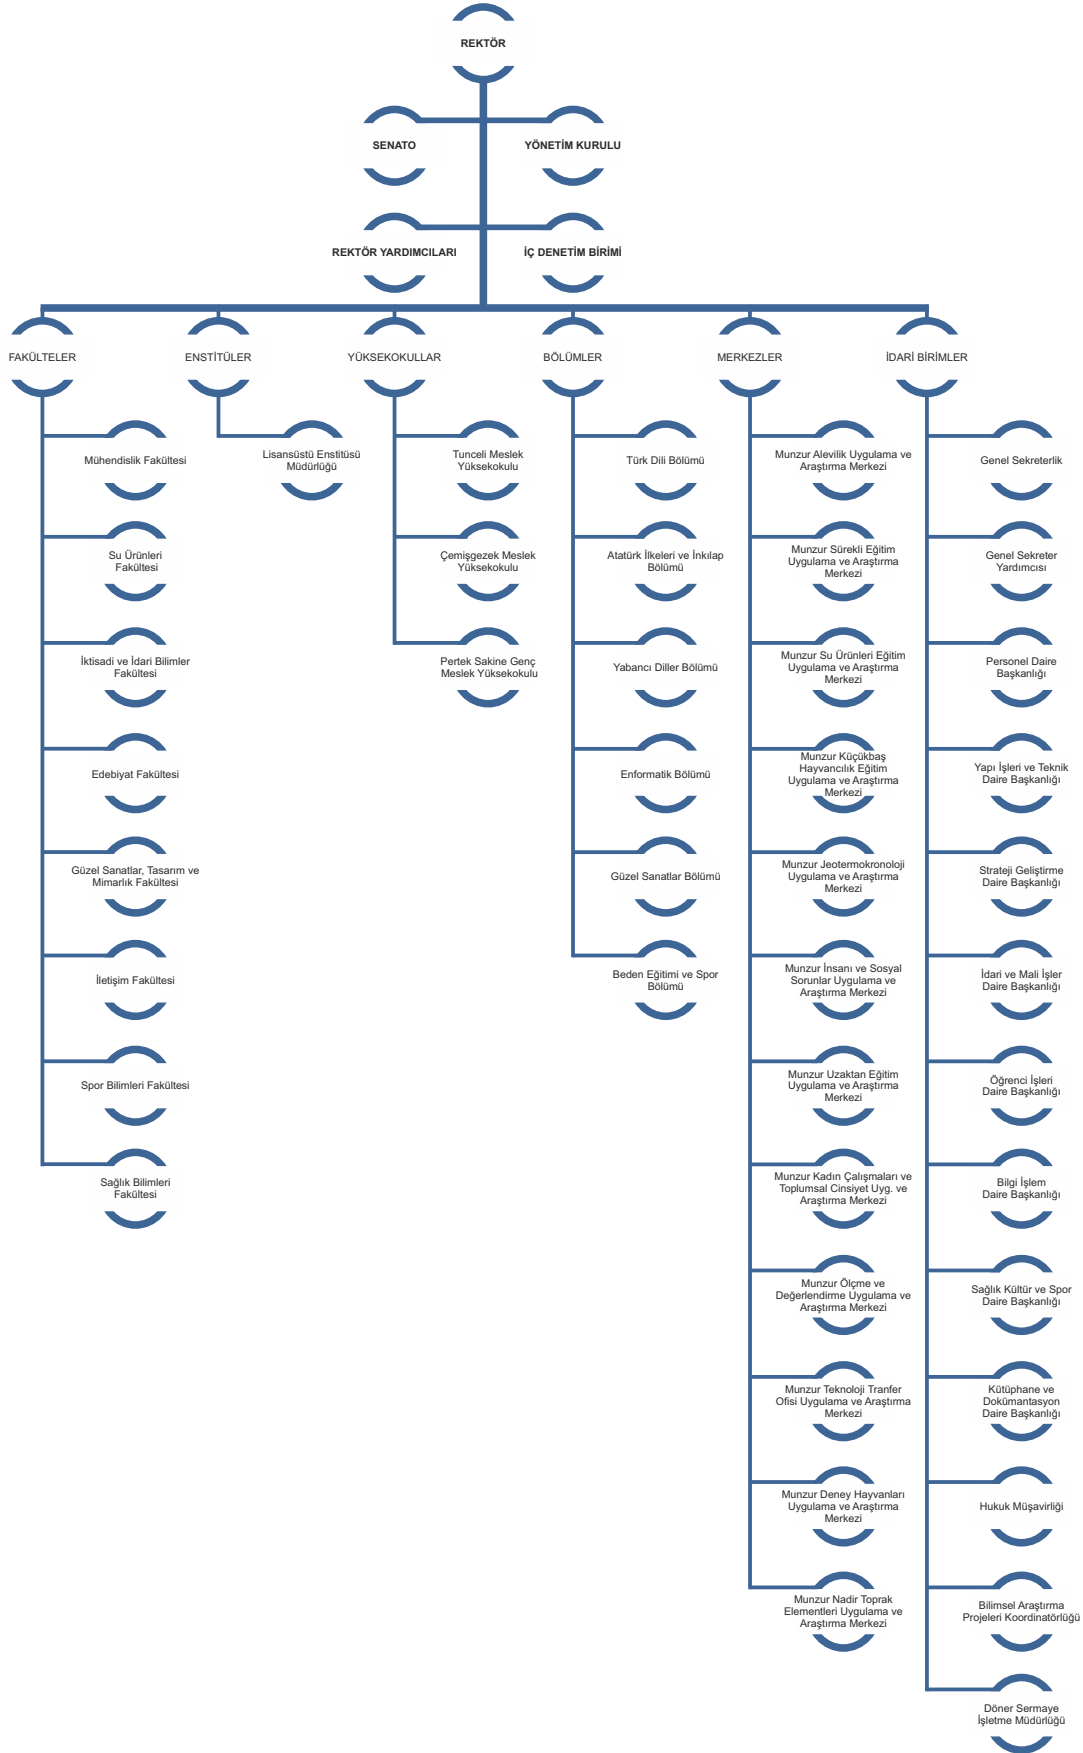 REKTÖR
SENATO
YÖNETİM KURULU
REKTÖR YARDIMCILARI
İÇ DENETİM BİRİMİ
FAKÜLTELER
Mühendislik Fakültesi
Su Ürünleri
Fakültesi
İktisadi ve İdari Bilimler
Fakültesi
Edebiyat Fakültesi
Güzel Sanatlar, Tasarım ve
Mimarlık Fakültesi
İletişim Fakültesi
Spor Bilimleri Fakültesi
Sağlık Bilimleri
Fakültesi
ENSTİTÜLER
Lisansüstü Enstitüsü
Müdürlüğü
YÜKSEKOKULLAR
Tunceli Meslek
Yüksekokulu
Çemişgezek Meslek
Yüksekokulu
Pertek Sakine Genç
Meslek Yüksekokulu
BÖLÜMLER
Türk Dili Bölümü
Atatürk İlkeleri ve İnkılap
Bölümü
Yabancı Diller Bölümü
Enformatik Bölümü
Güzel Sanatlar Bölümü
Beden Eğitimi ve Spor
Bölümü
MERKEZLER
Munzur Alevilik Uygulama ve
Araştırma Merkezi
Munzur Sürekli Eğitim
Uygulama ve Araştırma
Merkezi
Munzur Su Ürünleri Eğitim
Uygulama ve Araştırma
Merkezi
Munzur Küçükbaş
Hayvancılık Eğitim
Uygulama ve Araştırma
Merkezi
Munzur Jeotermokronoloji
Uygulama ve Araştırma
Merkezi
Munzur İnsanı ve Sosyal
Sorunlar Uygulama ve
Araştırma Merkezi
Munzur Uzaktan Eğitim
Uygulama ve Araştırma
Merkezi
Munzur Kadın Çalışmaları ve
Toplumsal Cinsiyet Uyg. ve
Araştırma Merkezi
Munzur Ölçme ve
Değerlendirme Uygulama ve
Araştırma Merkezi
Munzur Teknoloji Tranfer
Ofisi Uygulama ve Araştırma
Merkezi
Munzur Deney Hayvanları
Uygulama ve Araştırma
Merkezi
Munzur Nadir Toprak
Elementleri Uygulama ve
Araştırma Merkezi
İDARİ BİRİMLER
Genel Sekreterlik
Genel Sekreter
Yardımcısı
Personel Daire
Başkanlığı
Yapı İşleri ve Teknik
Daire Başkanlığı
Strateji Geliştirme
Daire Başkanlığı
İdari ve Mali İşler
Daire Başkanlığı
Öğrenci İşleri
Daire Başkanlığı
Bilgi İşlem
Daire Başkanlığı
Sağlık Kültür ve Spor
Daire Başkanlığı
Kütüphane ve
Dokümantasyon
Daire Başkanlığı
Hukuk Müşavirliği
Bilimsel Araştırma
Projeleri Koordinatörlüğü
Döner Sermaye
İşletme Müdürlüğü